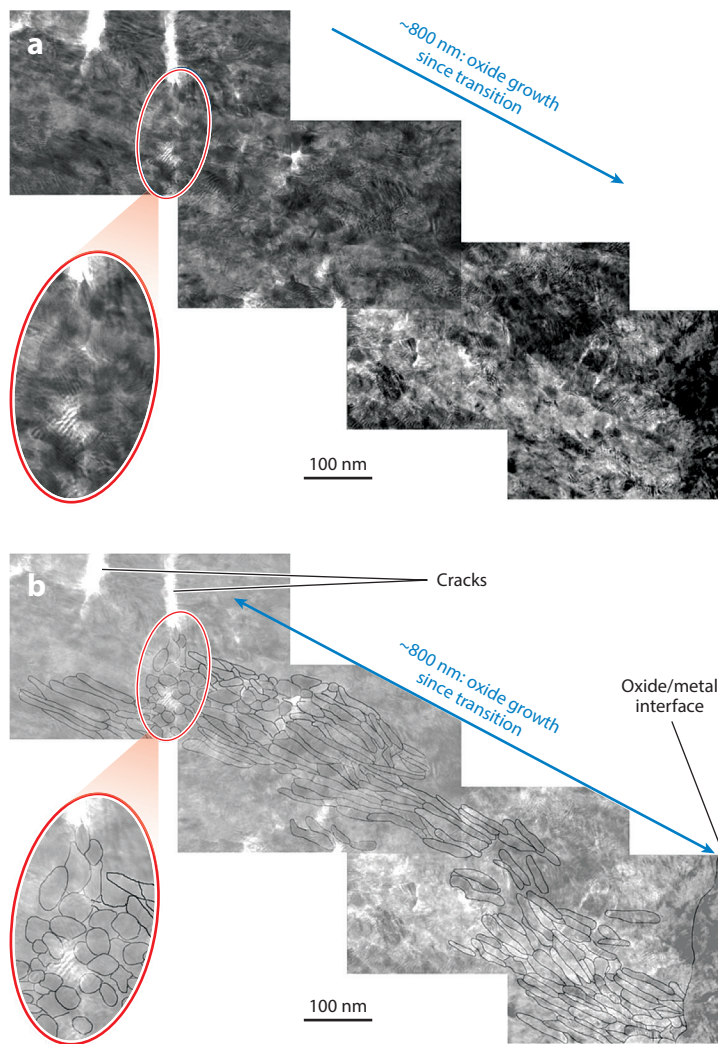 a
~800 nm: oxide growth
since transition
100 nm
b
Cracks
~800 nm: oxide growth
since transition
Oxide/metal
interface
100 nm